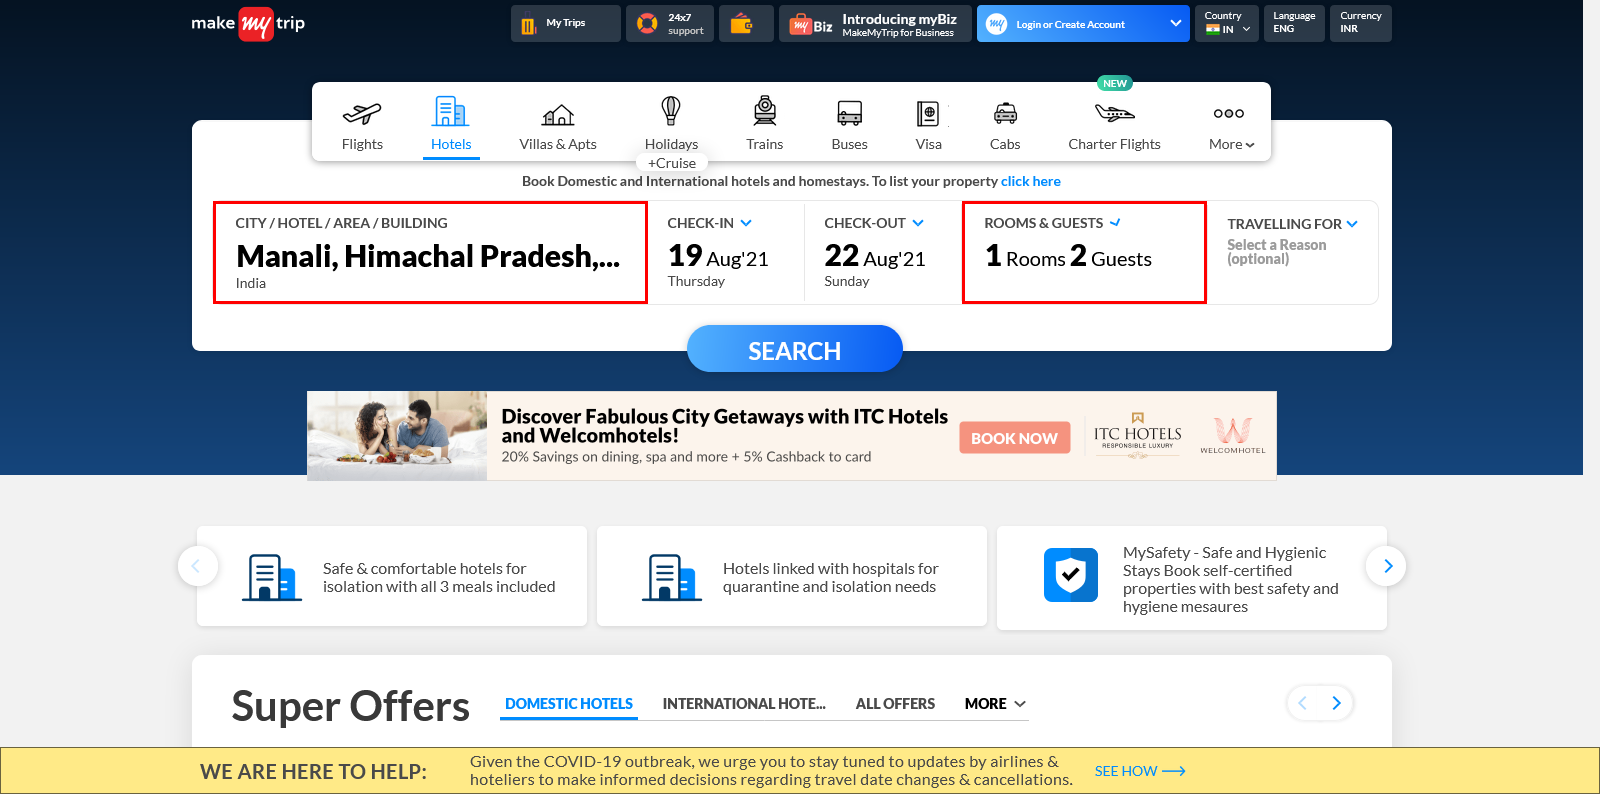 make my trip
My Trips
24x7
support
my Biz
Introducing myBiz
MakeMyTrip for Business
my
Login or Create Account
Country
IN
Language
ENG
Currency
INR
NEW
Flights
Hotels
Villas & Apts
Holidays
+Cruise
Trains
Buses
Visa
Cabs
Charter Flights
More
Book Domestic and International hotels and homestays. To list your property click here
CITY / HOTEL / AREA / BUILDING
Manali, Himachal Pradesh,...
India
CHECK-IN
19 Aug'21
Thursday
CHECK-OUT
22 Aug'21
Sunday
ROOMS & GUESTS
1 Rooms 2 Guests
TRAVELLING FOR
Select a Reason
(optional)
SEARCH
Discover Fabulous City Getaways with ITC Hotels
and Welcomhotels!
20% Savings on dining, spa and more + 5% Cashback to card
BOOK NOW
ITC HOTELS
RESPONSIBLE LUXURY
WELCOMHOTEL
Safe & comfortable hotels for
isolation with all 3 meals included
Hotels linked with hospitals for
quarantine and isolation needs
MySafety - Safe and Hygienic
Stays Book self-certified
properties with best safety and
hygiene mesaures
Super Offers
DOMESTIC HOTELS
INTERNATIONAL HOTE...
ALL OFFERS
MORE
WE ARE HERE TO HELP:
Given the COVID-19 outbreak, we urge you to stay tuned to updates by airlines &
hoteliers to make informed decisions regarding travel date changes & cancellations.
SEE HOW